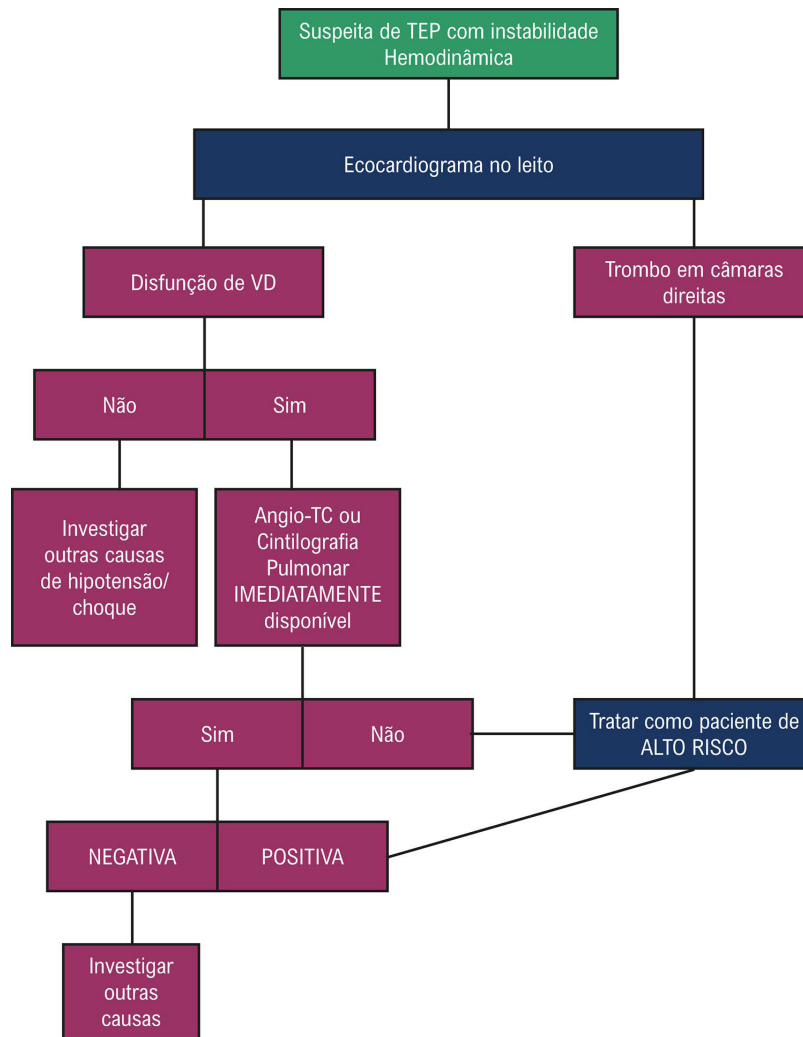 Suspeita de TEP com instabilidade
Hemodinâmica
Ecocardiograma no leito
Disfunção de VD
Trombo em câmaras
direitas
Não
Sim
Investigar
outras causas
de hipotensão/
choque
Angio-TC ou
Cintilografia
Pulmonar
IMEDIATAMENTE
disponível
Sim
Não
Tratar como paciente de
ALTO RISCO
NEGATIVA
POSITIVA
Investigar
outras
causas